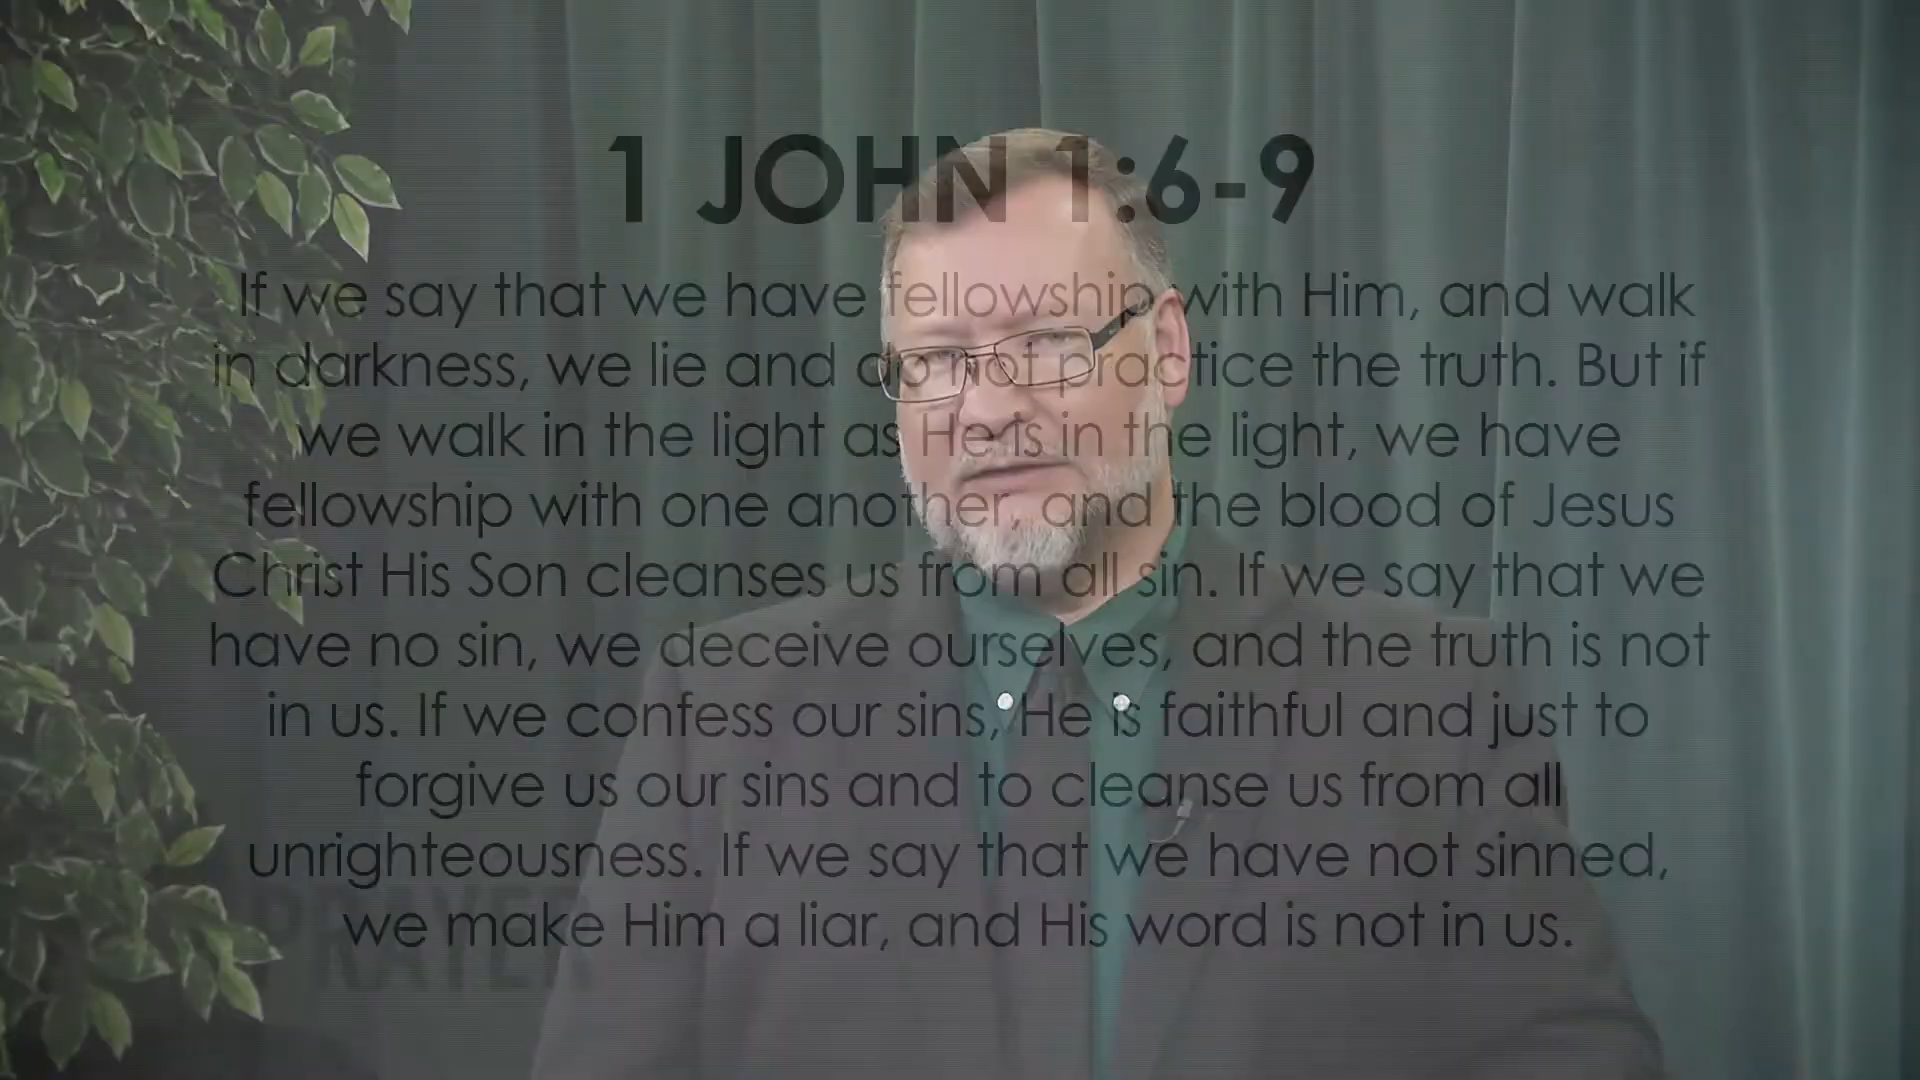 1 JOHN 1:6-9
If we say that we have fellowship with Him, and walk
in darkness, we lie and do not practice the truth. But if
we walk in the light as He is in the light, we have
fellowship with one another, and the blood of Jesus
Christ His Son cleanses us from all sin. If we say that we
have no sin, we deceive ourselves, and the truth is not
in us. If we confess our sins, He is faithful and just to
forgive us our sins and to cleanse us from all
unrighteousness. If we say that we have not sinned,
we make Him a liar, and His word is not in us.
PRAYER
PRAYER